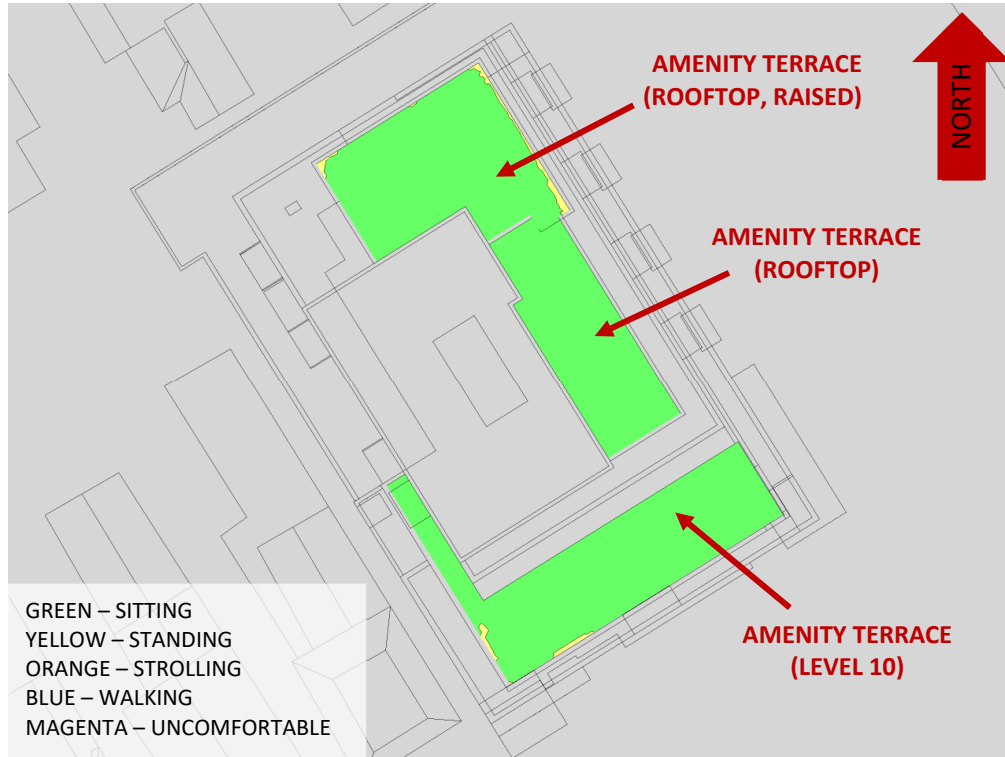 AMENITY TERRACE
(ROOFTOP, RAISED)
NORTH
AMENITY TERRACE
(ROOFTOP)
GREEN – SITTING
YELLOW – STANDING
ORANGE – STROLLING
BLUE – WALKING
MAGENTA – UNCOMFORTABLE
AMENITY TERRACE
(LEVEL 10)